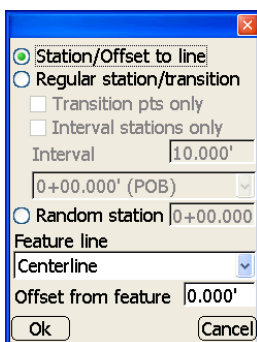 Station/Offset to line
Regular station/transition
Transition pts only
Interval stations only
Interval 10.000'
0+00.000' (POB)
Random station 0+00.000
Feature line
Centerline
Offset from feature 0.000'
Ok Cancel